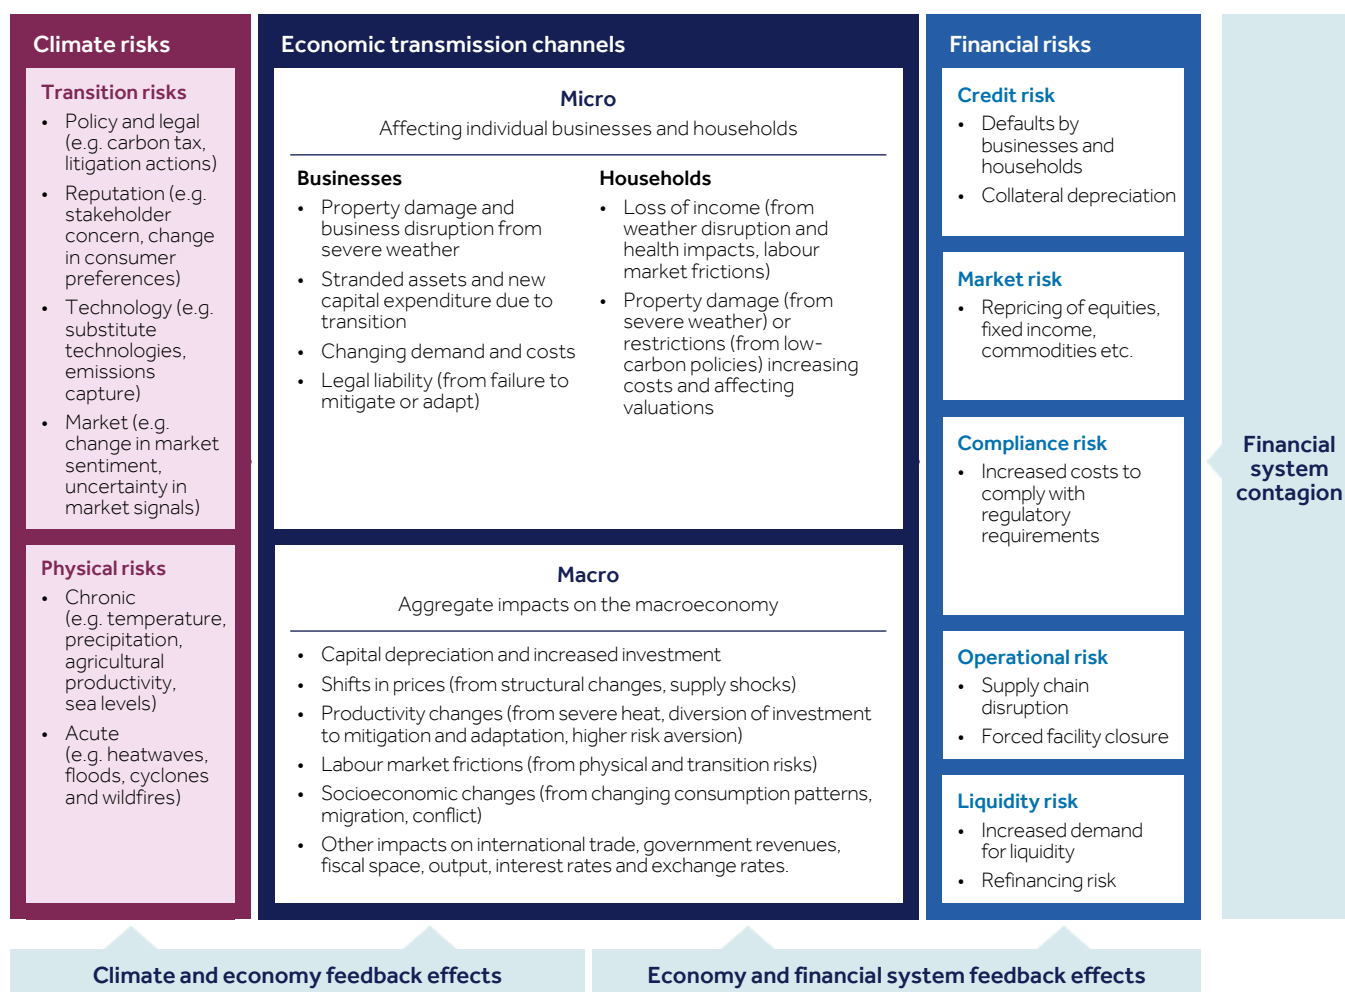 Climate risks
Transition risks
• Policy and legal
(e.g. carbon tax,
litigation actions)
• Reputation (e.g.
stakeholder
concern, change
in consumer
preferences)
• Technology (e.g.
substitute
technologies,
emissions
capture)
• Market (e.g.
change in market
sentiment,
uncertainty in
market signals)
Physical risks
• Chronic
(e.g. temperature,
precipitation,
agricultural
productivity,
sea levels)
• Acute
(e.g. heatwaves,
floods, cyclones
and wildfires)
Economic transmission channels
Micro
Affecting individual businesses and households
Businesses
• Property damage and
business disruption from
severe weather
• Stranded assets and new
capital expenditure due to
transition
• Changing demand and costs
• Legal liability (from failure to
mitigate or adapt)
Households
• Loss of income (from
weather disruption and
health impacts, labour
market frictions)
• Property damage (from
severe weather) or
restrictions (from low-
carbon policies) increasing
costs and affecting
valuations
Macro
Aggregate impacts on the macroeconomy
• Capital depreciation and increased investment
• Shifts in prices (from structural changes, supply shocks)
• Productivity changes (from severe heat, diversion of investment
to mitigation and adaptation, higher risk aversion)
• Labour market frictions (from physical and transition risks)
• Socioeconomic changes (from changing consumption patterns,
migration, conflict)
• Other impacts on international trade, government revenues,
fiscal space, output, interest rates and exchange rates.
Financial risks
Credit risk
• Defaults by
businesses and
households
• Collateral depreciation
Market risk
• Repricing of equities,
fixed income,
commodities etc.
Compliance risk
• Increased costs to
comply with
regulatory
requirements
Operational risk
• Supply chain
disruption
• Forced facility closure
Liquidity risk
• Increased demand
for liquidity
• Refinancing risk
Financial
system
contagion
Climate and economy feedback effects
Economy and financial system feedback effects